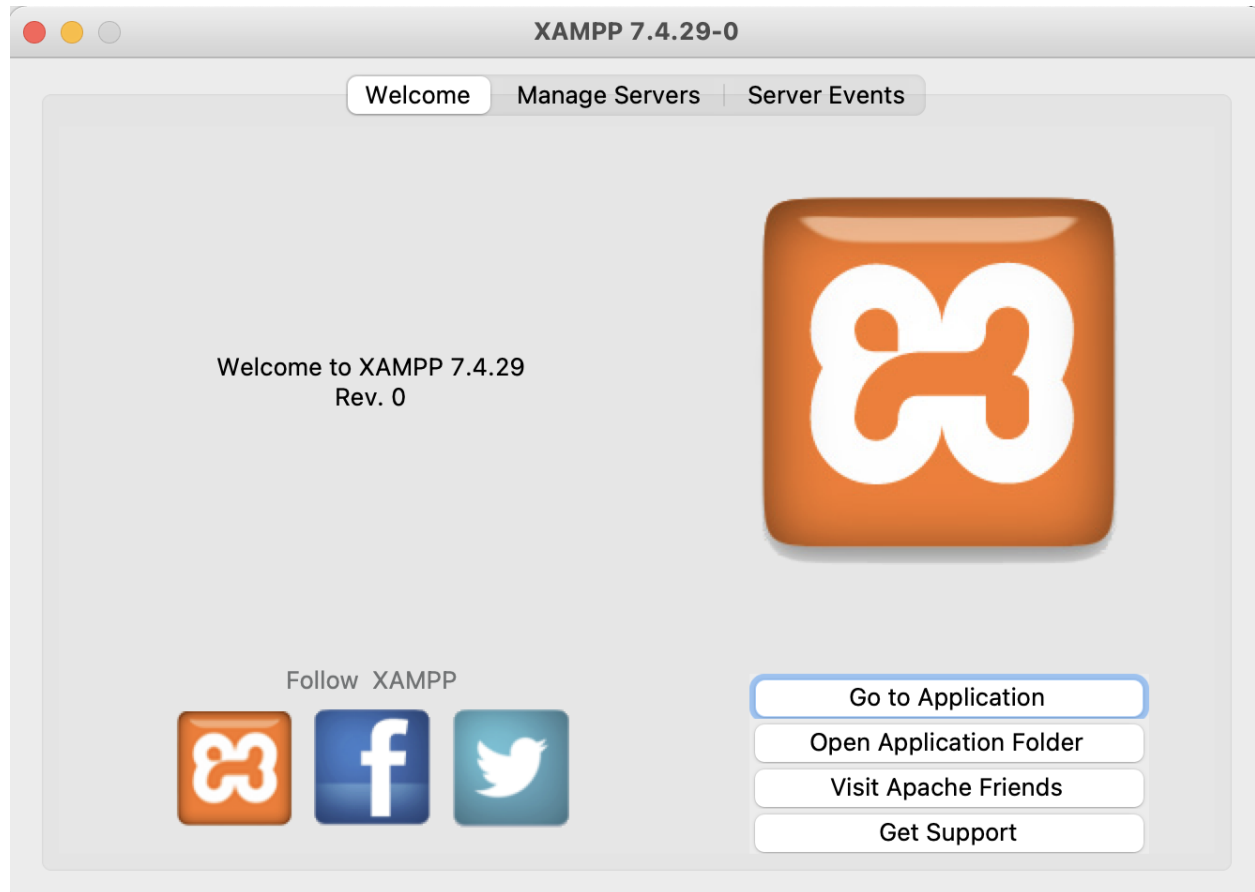 XAMPP 7.4.29-0
Welcome
Manage Servers
Server Events
Welcome to XAMPP 7.4.29
Rev. 0
Follow XAMPP
Go to Application
Open Application Folder
Visit Apache Friends
Get Support